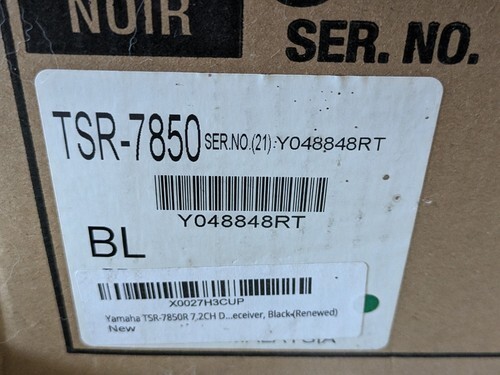 NOIR
SER. NO.
TSR-7850 SER.NO.(21):Y048848RT
Y048848RT
BL
X0027H3CUP
Yamaha TSR-7850R 7,2CH D...eceiver, Black (Renewed)
New